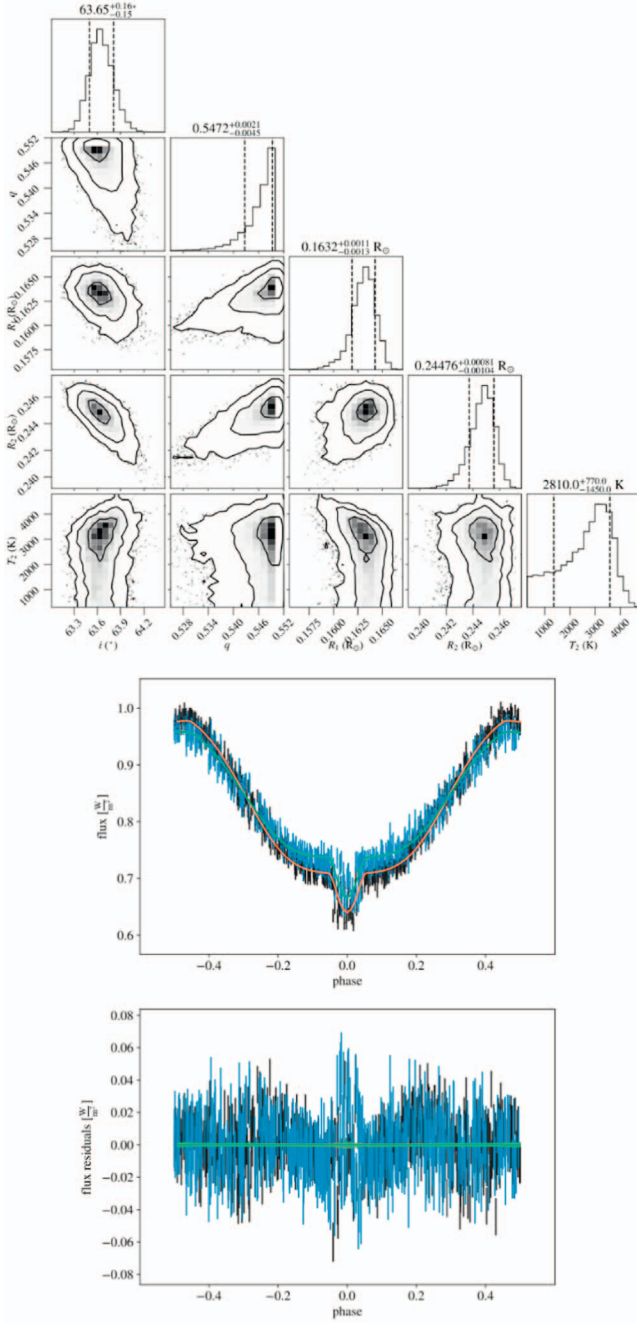 63.65+0.16°−0.15
0.5472+0.0021−0.0045
0.1632+0.0011−0.0013 R⊙
0.24476+0.00081−0.00104 R⊙
2810.0+770.0−1450.0 K
q
0.552
0.546
0.540
0.534
0.528
R₁ (R⊙)
0.1650
0.1625
0.1600
0.1575
R₂ (R⊙)
0.246
0.244
0.242
0.240
T₂ (K)
4000
3000
2000
1000
63.3 63.6 63.9 64.2
i (°)
0.528 0.534 0.540 0.546 0.552
q
0.1575 0.1600 0.1625 0.1650
R₁ (R⊙)
0.240 0.242 0.244 0.246
R₂ (R⊙)
1000 2000 3000 4000
T₂ (K)
flux [W/m²]
1.0
0.9
0.8
0.7
0.6
−0.4 −0.2 0.0 0.2 0.4
phase
flux residuals [W/m²]
0.08
0.06
0.04
0.02
0.00
−0.02
−0.04
−0.06
−0.08
−0.4 −0.2 0.0 0.2 0.4
phase